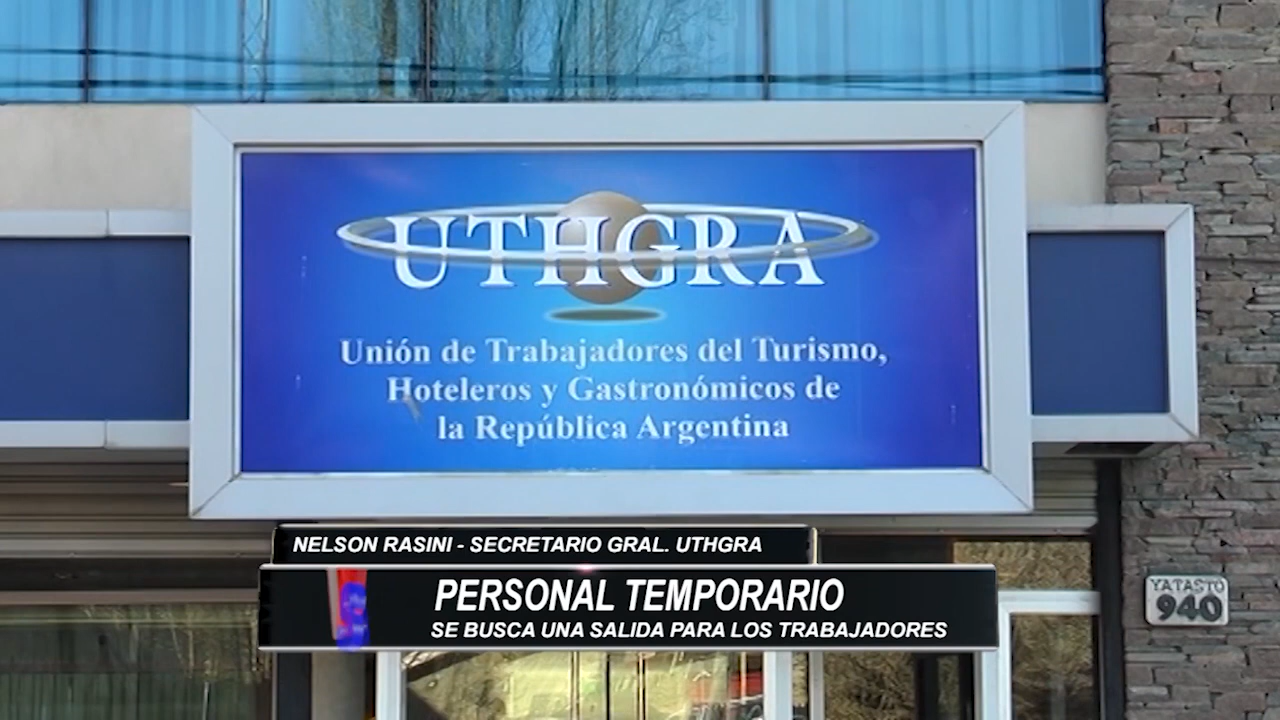 UTHGRA
Unión de Trabajadores del Turismo,
Hoteleros y Gastronómicos de
la República Argentina
NELSON RASINI - SECRETARIO GRAL. UTHGRA
PERSONAL TEMPORARIO
SE BUSCA UNA SALIDA PARA LOS TRABAJADORES
YATASTO
940